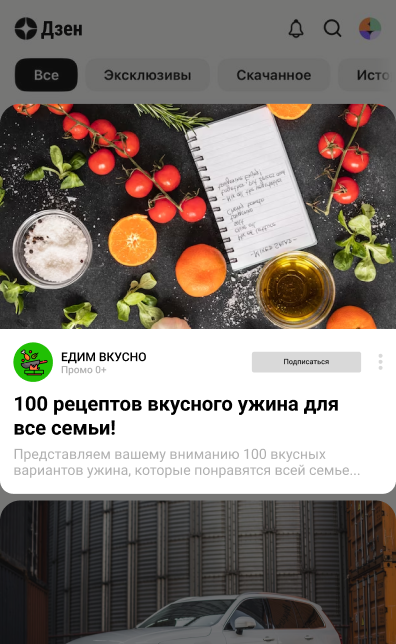 Дзен
Все
Эксклюзивы
Скачанное
Исто
ЕДИМ ВКУСНО
Промо 0+
Подписаться
100 рецептов вкусного ужина для
все семьи!
Представляем вашему вниманию 100 вкусных
вариантов ужина, которые понравятся всей семье...